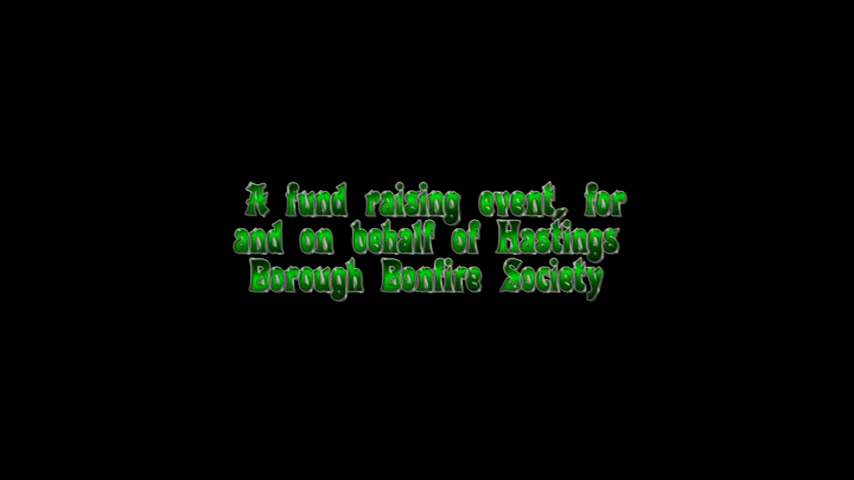 A fund raising event, for
and on behalf of Hastings
Borough Bonfire Society